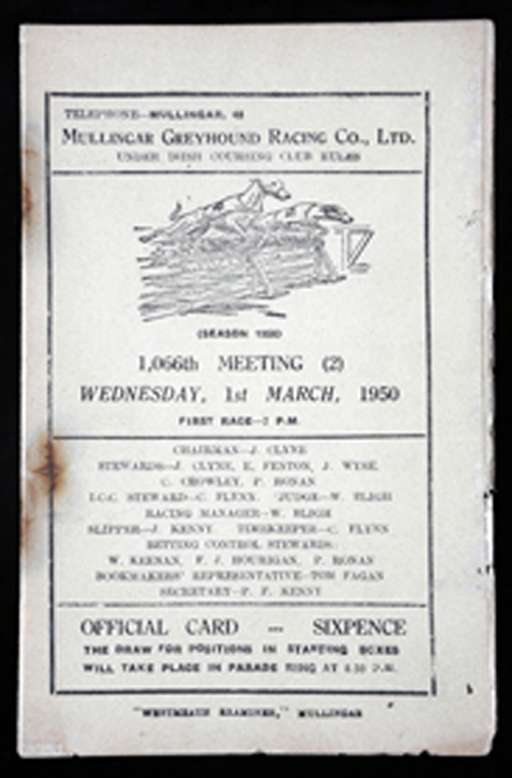 TELEPHONE—MULLINGAR, 48
MULLINGAR GREYHOUND RACING CO., LTD.
UNDER IRISH COURSING CLUB RULES
(SEASON 1950)
1,066th MEETING (2)
WEDNESDAY, 1st MARCH, 1950
FIRST RACE—7 P.M.
CHAIRMAN—J. CLYNE
STEWARDS—J. CLYNE, E. FENTON, J. WYSE,
C. CROWLEY, P. RONAN
I.C.C. STEWARD—C. FLYNN. JUDGE—W. BLIGH
RACING MANAGER—W. BLIGH
SLIPPER—J. KENNY. TIMEKEEPER—C. FLYNN
BETTING CONTROL STEWARDS:
W. KEENAN, F. J. HOURIGAN, P. RONAN
BOOKMAKERS' REPRESENTATIVE—TOM FAGAN
SECRETARY—P. F. KENNY
OFFICIAL CARD — SIXPENCE
THE DRAW FOR POSITIONS IN STARTING BOXES
WILL TAKE PLACE IN PARADE RING AT 6.30 P.M.
"WESTMEATH EXAMINER," MULLINGAR